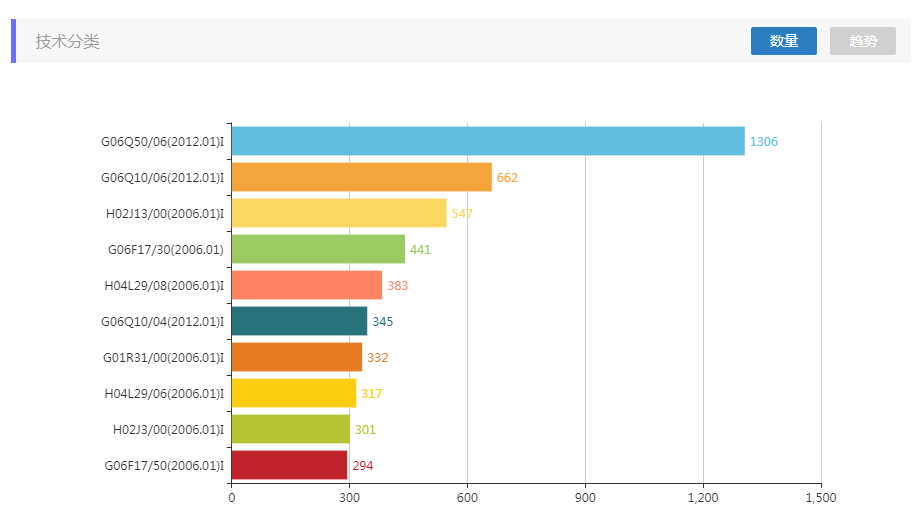 技术分类
数量
趋势
G06Q50/06(2012.01)I 1306
G06Q10/06(2012.01)I 662
H02J13/00(2006.01)I 547
G06F17/30(2006.01) 441
H04L29/08(2006.01)I 383
G06Q10/04(2012.01)I 345
G01R31/00(2006.01)I 332
H04L29/06(2006.01)I 317
H02J3/00(2006.01)I 301
G06F17/50(2006.01)I 294
0 300 600 900 1,200 1,500